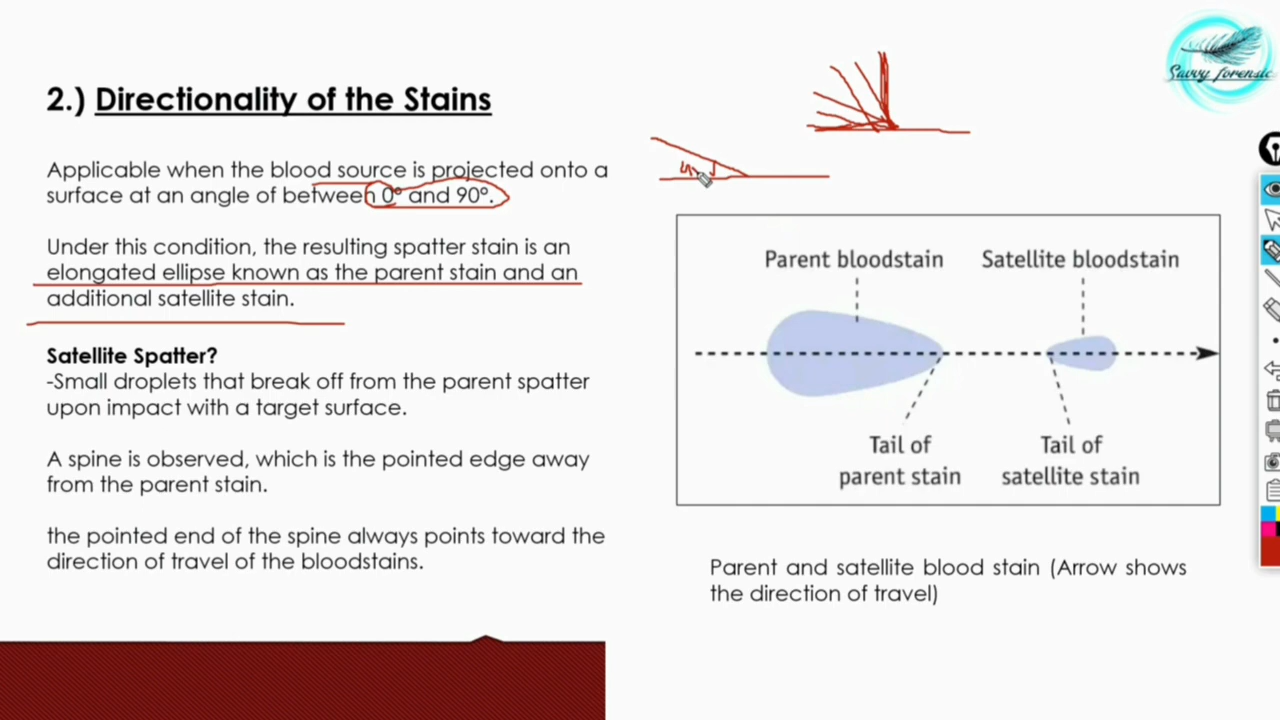 2.) Directionality of the Stains
Applicable when the blood source is projected onto a
surface at an angle of between 0° and 90°.
Under this condition, the resulting spatter stain is an
elongated ellipse known as the parent stain and an
additional satellite stain.
Satellite Spatter?
-Small droplets that break off from the parent spatter
upon impact with a target surface.
A spine is observed, which is the pointed edge away
from the parent stain.
the pointed end of the spine always points toward the
direction of travel of the bloodstains.
Savvy forensic
Parent bloodstain
Satellite bloodstain
Tail of
parent stain
Tail of
satellite stain
Parent and satellite blood stain (Arrow shows
the direction of travel)